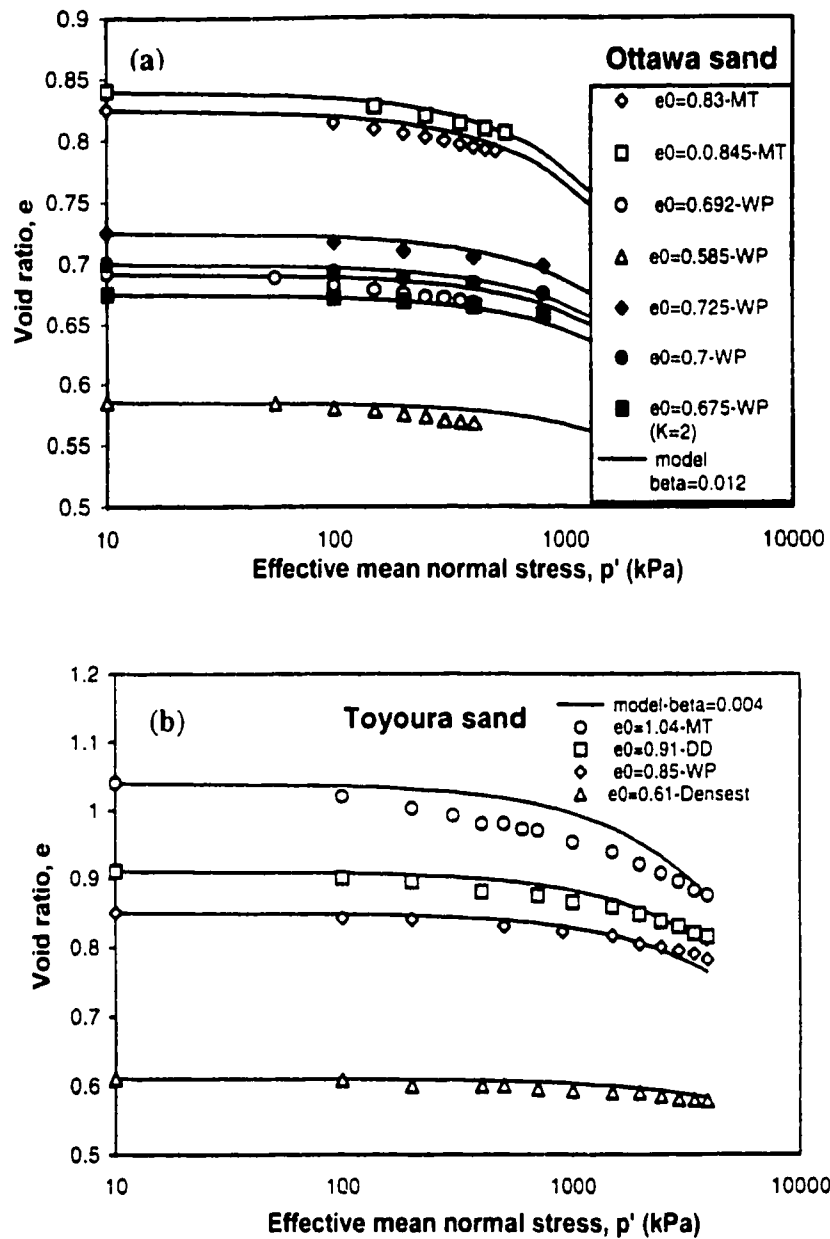 (a)
Ottawa sand
e0=0.83-MT
e0=0.0.845-MT
e0=0.692-WP
e0=0.585-WP
e0=0.725-WP
e0=0.7-WP
e0=0.675-WP
(K=2)
model
beta=0.012
Void ratio, e
0.9
0.85
0.8
0.75
0.7
0.65
0.6
0.55
0.5
10
100
1000
10000
Effective mean normal stress, p' (kPa)
(b)
Toyoura sand
model-beta=0.004
e0=1.04-MT
e0=0.91-DD
e0=0.85-WP
e0=0.61-Densest
Void ratio, e
1.2
1.1
1
0.9
0.8
0.7
0.6
0.5
10
100
1000
10000
Effective mean normal stress, p' (kPa)